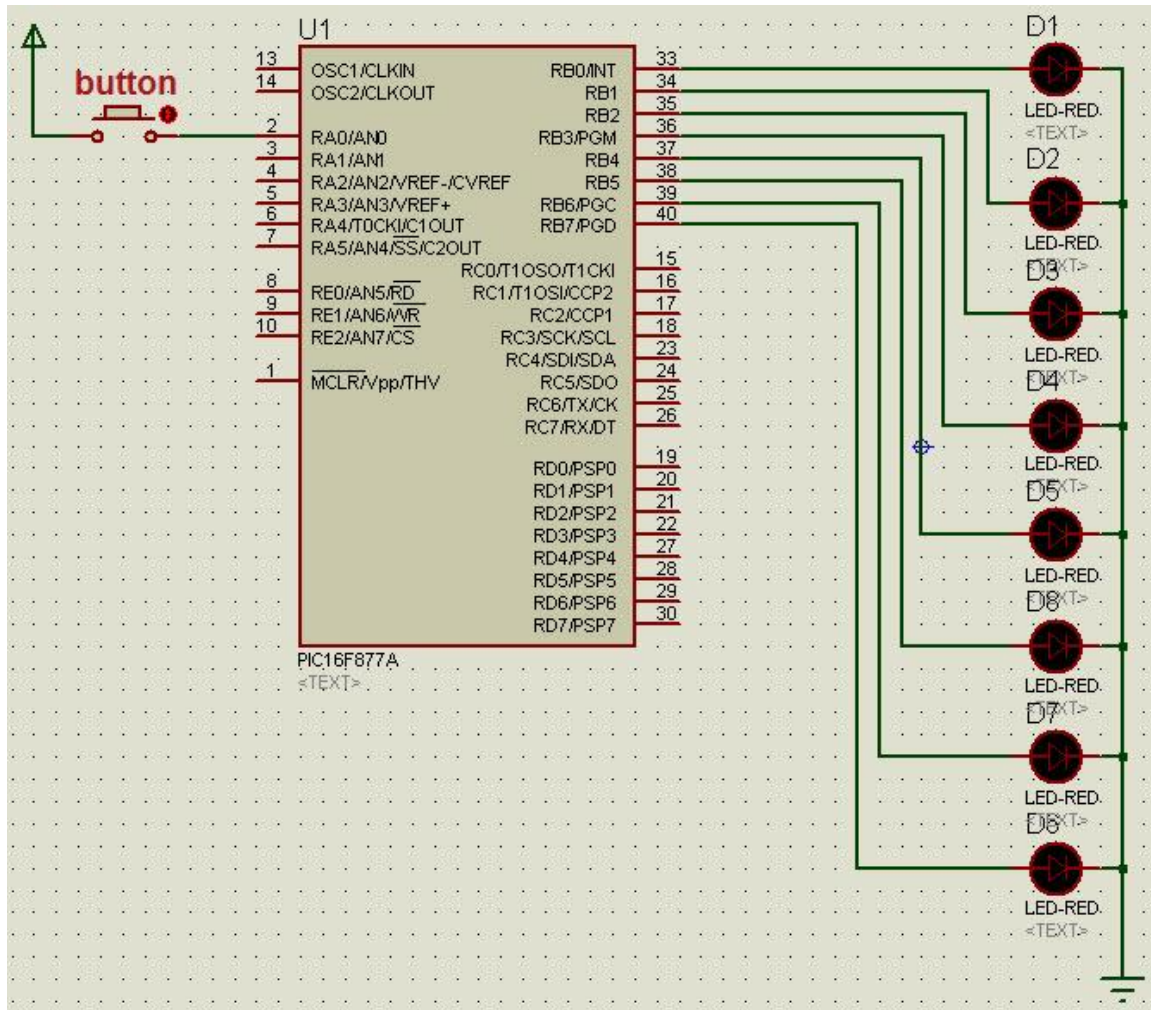 U1
button
13
OSC1/CLKIN
14
OSC2/CLKOUT
2
RA0/AN0
3
RA1/AN1
4
RA2/AN2/VREF-/CVREF
5
RA3/AN3/VREF+
6
RA4/T0CKI/C1OUT
7
RA5/AN4/SS/C2OUT
8
RE0/AN5/RD
9
RE1/AN6/WR
10
RE2/AN7/CS
1
MCLR/Vpp/THV
RB0/INT
33
RB1
34
RB2
35
RB3/PGM
36
RB4
37
RB5
38
RB6/PGC
39
RB7/PGD
40
RC0/T1OSO/T1CKI
15
RC1/T1OSI/CCP2
16
RC2/CCP1
17
RC3/SCK/SCL
18
RC4/SDI/SDA
23
RC5/SDO
24
RC6/TX/CK
25
RC7/RX/DT
26
RD0/PSP0
19
RD1/PSP1
20
RD2/PSP2
21
RD3/PSP3
22
RD4/PSP4
27
RD5/PSP5
28
RD6/PSP6
29
RD7/PSP7
30
PIC16F877A
<TEXT>
D1
LED-RED
<TEXT>
D2
LED-RED
<TEXT>
D3
LED-RED
<TEXT>
D4
LED-RED
<TEXT>
D5
LED-RED
<TEXT>
LED-RED
<TEXT>
D7
LED-RED
<TEXT>
LED-RED
<TEXT>